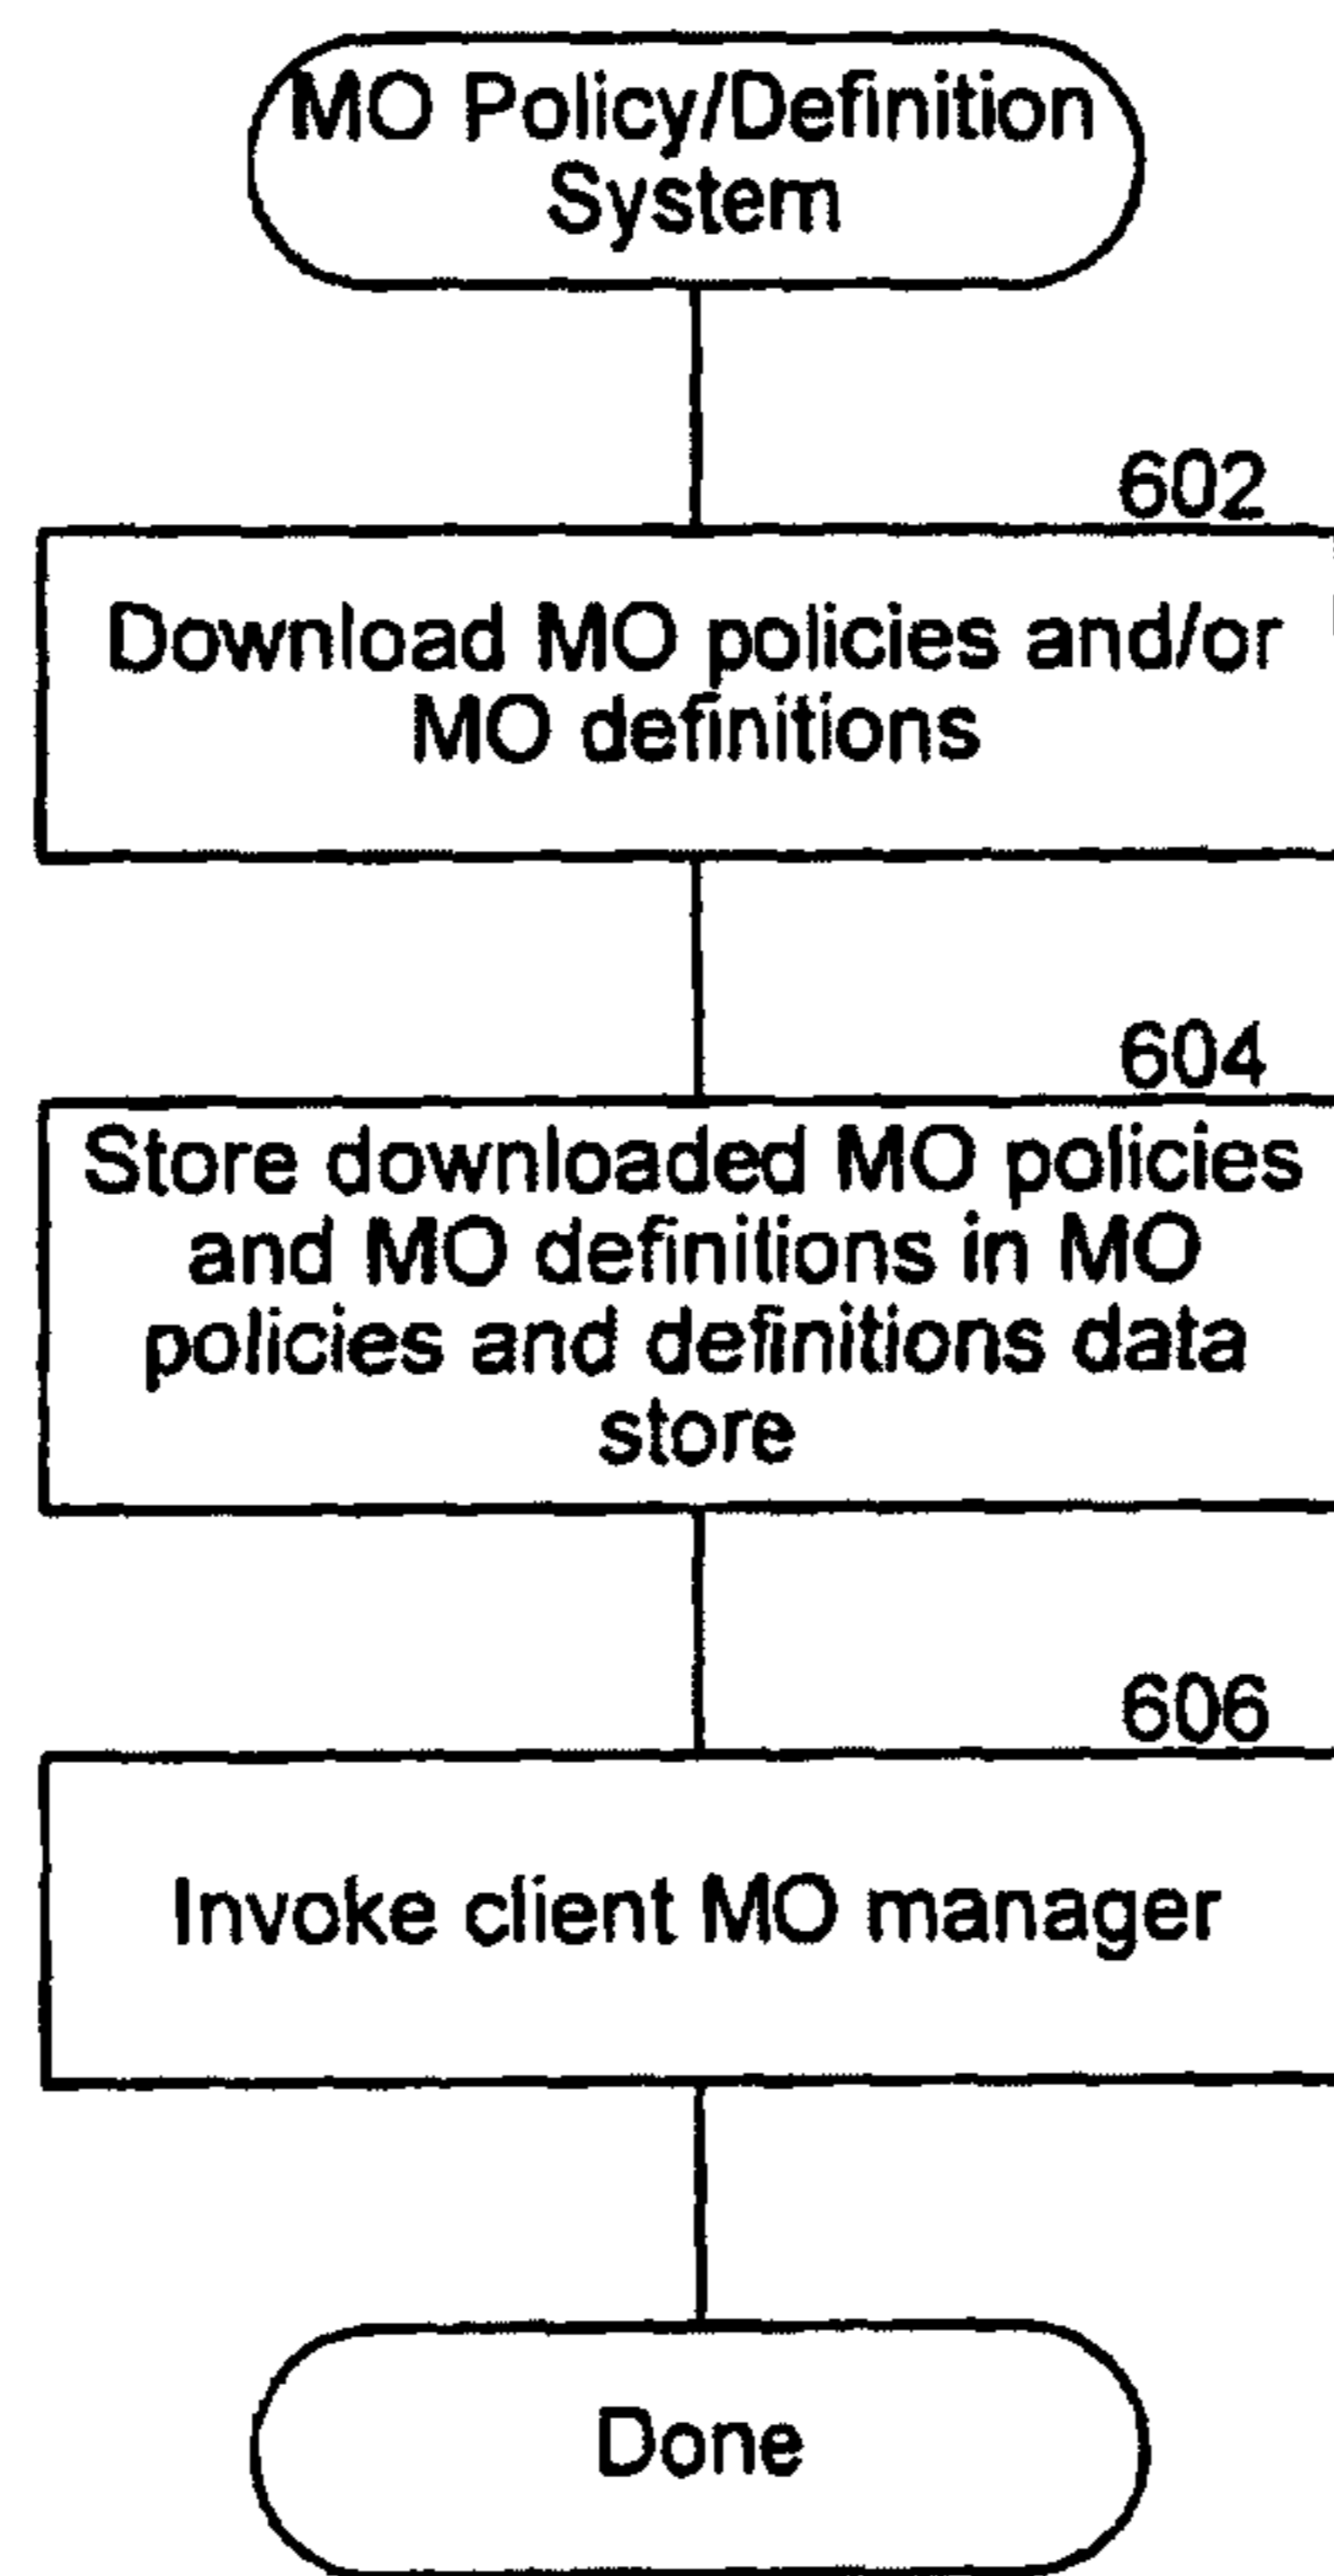 MO Policy/Definition
System
602
Download MO policies and/or
MO definitions
604
Store downloaded MO policies
and MO definitions in MO
policies and definitions data
store
606
Invoke client MO manager
Done